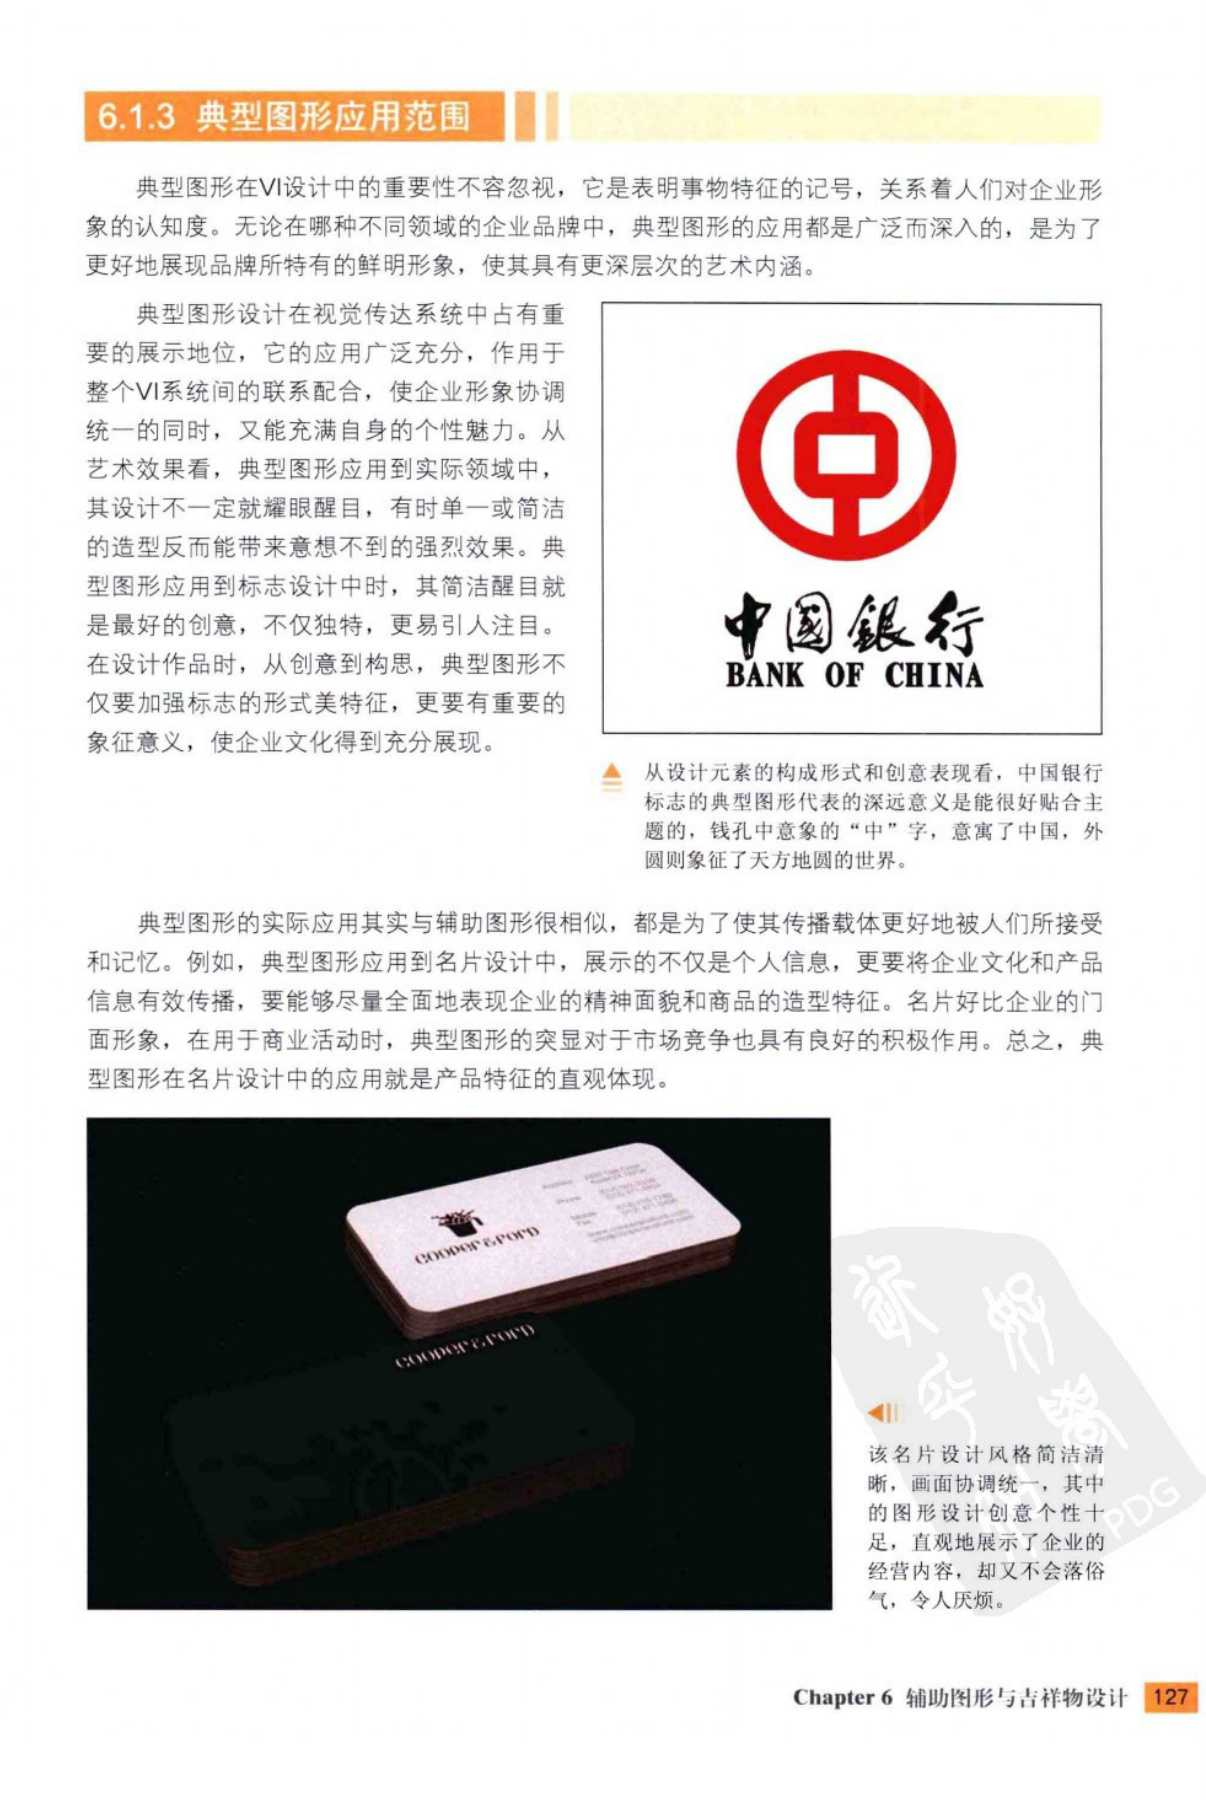 6.1.3 典型图形应用范围
典型图形在VI设计中的重要性不容忽视，它是表明事物特征的记号，关系着人们对企业形
象的认知度。无论在哪种不同领域的企业品牌中，典型图形的应用都是广泛而深入的，是为了
更好地展现品牌所特有的鲜明形象，使其具有更深层次的艺术内涵。
典型图形设计在视觉传达系统中占有重
要的展示地位，它的应用广泛充分，作用于
整个VI系统间的联系配合，使企业形象协调
统一的同时，又能充满自身的个性魅力。从
艺术效果看，典型图形应用到实际领域中，
其设计不一定就耀眼醒目，有时单一或简洁
的造型反而能带来意想不到的强烈效果。典
型图形应用到标志设计中时，其简洁醒目就
是最好的创意，不仅独特，更易引人注目。
在设计作品时，从创意到构思，典型图形不
仅要加强标志的形式美特征，更要有重要的
象征意义，使企业文化得到充分展现。
中國銀行
BANK OF CHINA
从设计元素的构成形式和创意表现看，中国银行
标志的典型图形代表的深远意义是能很好贴合主
题的，钱孔中意象的“中”字，意寓了中国，外
圆则象征了天方地圆的世界。
典型图形的实际应用其实与辅助图形很相似，都是为了使其传播载体更好地被人们所接受
和记忆。例如，典型图形应用到名片设计中，展示的不仅是个人信息，更要将企业文化和产品
信息有效传播，要能够尽量全面地表现企业的精神面貌和商品的造型特征。名片好比企业的门
面形象，在用于商业活动时，典型图形的突显对于市场竞争也具有良好的积极作用。总之，典
型图形在名片设计中的应用就是产品特征的直观体现。
COOPER & FORD
COOPER & FORD
该名片设计风格简洁清
晰，画面协调统一，其中
的图形设计创意个性十
足，直观地展示了企业的
经营内容，却又不会落俗
气，令人厌烦。
PDG
Chapter 6 辅助图形与吉祥物设计 127